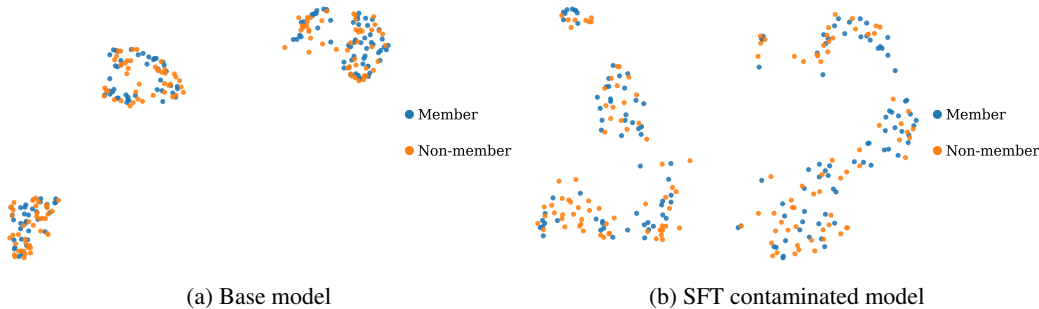 Member
Non-member
Member
Non-member
(a) Base model
(b) SFT contaminated model